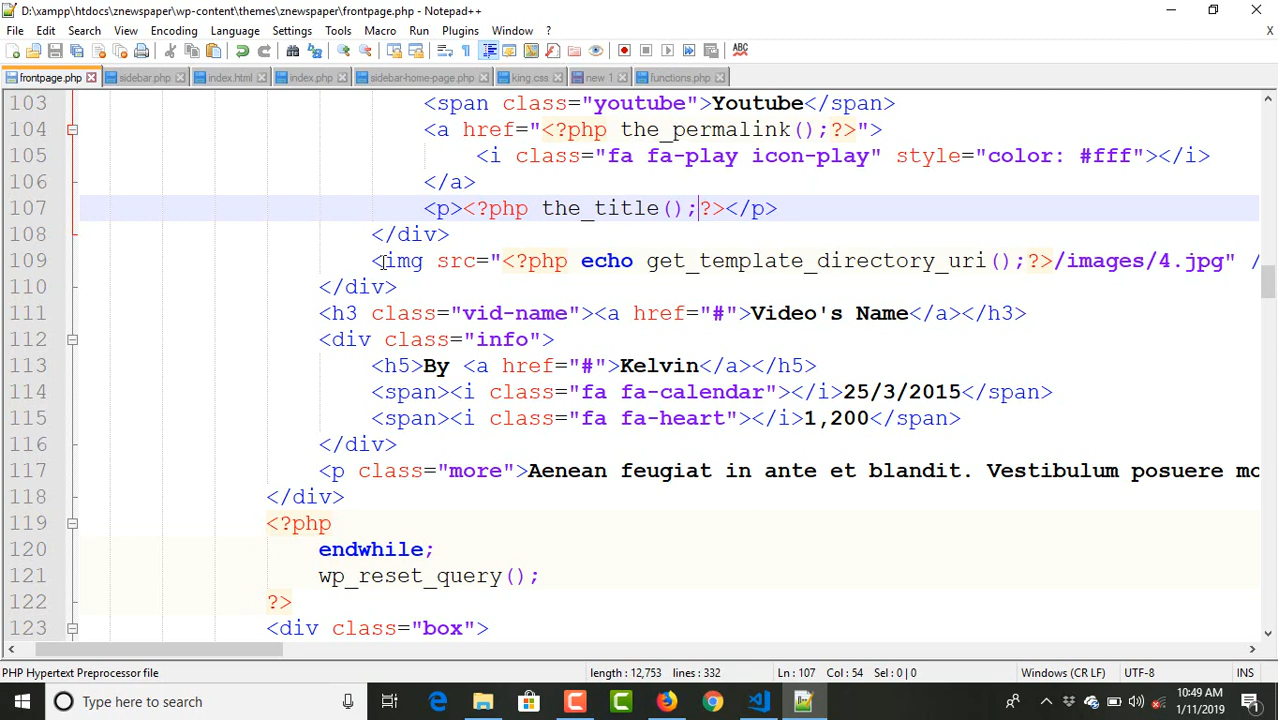 D:\xampp\htdocs\znewspaper\wp-content\themes\znewspaper\frontpage.php - Notepad++
File Edit Search View Encoding Language Settings Tools Macro Run Plugins Window ? X
frontpage.php sidebar.php index.html index.php sidebar-home-page.php king.css new 1 functions.php
103 <span class="youtube">Youtube</span>
104 <a href="<?php the_permalink();?>">
105 <i class="fa fa-play icon-play" style="color: #fff"></i>
106 </a>
107 <p><?php the_title();?></p>
108 </div>
109 <img src="<?php echo get_template_directory_uri();?>/images/4.jpg" /
110 </div>
111 <h3 class="vid-name"><a href="#">Video's Name</a></h3>
112 <div class="info">
113 <h5>By <a href="#">Kelvin</a></h5>
114 <span><i class="fa fa-calendar"></i>25/3/2015</span>
115 <span><i class="fa fa-heart"></i>1,200</span>
116 </div>
117 <p class="more">Aenean feugiat in ante et blandit. Vestibulum posuere mo
118 </div>
119 <?php
120 endwhile;
121 wp_reset_query();
122 ?>
123 <div class="box">
PHP Hypertext Preprocessor file length : 12,753 lines : 332 Ln : 107 Col : 54 Sel : 0 | 0 Windows (CR LF) UTF-8 INS
Type here to search
10:49 AM
1/11/2019